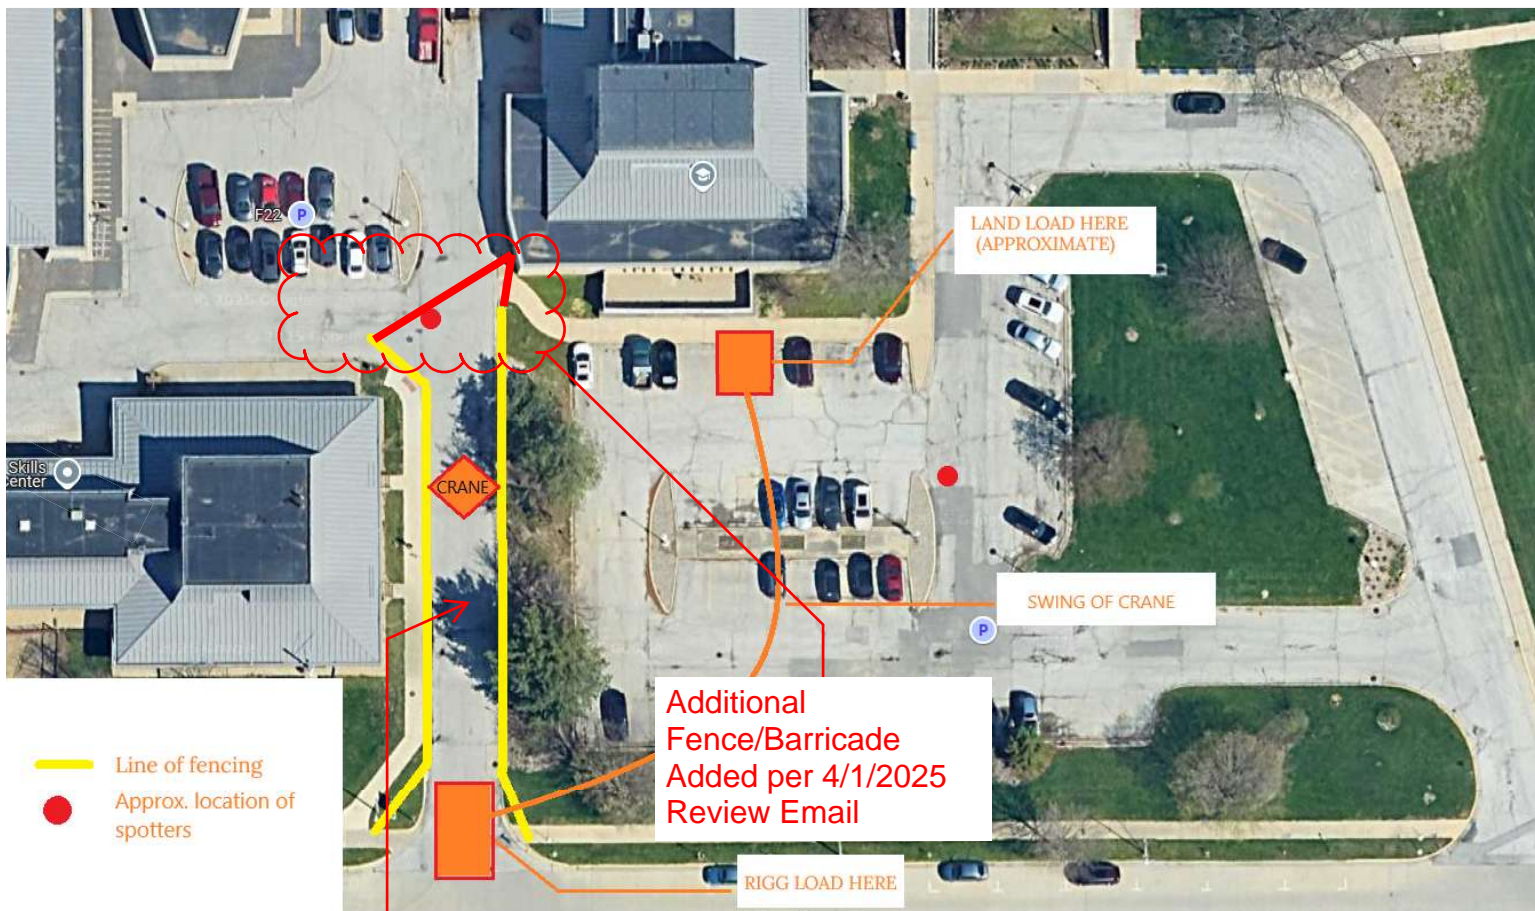 F22
P
LAND LOAD HERE
(APPROXIMATE)
Skills
Center
CRANE
SWING OF CRANE
P
Additional
Fence/Barricade
Added per 4/1/2025
Review Email
Line of fencing
Approx. location of
spotters
RIGG LOAD HERE